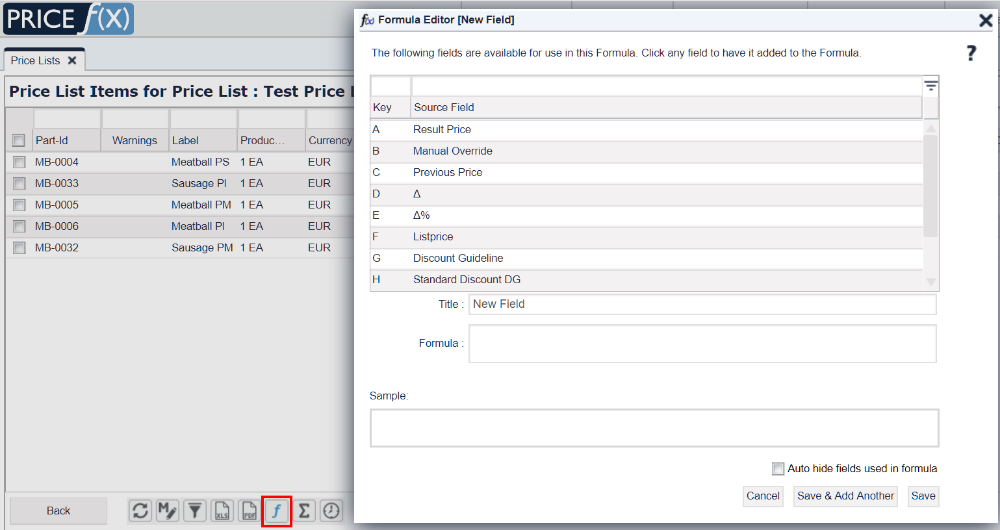 PRICE f(X)
Price Lists
Price List Items for Price List : Test Price
Part-Id Warnings Label Produc... Currency
MB-0004 Meatball PS 1 EA EUR
MB-0033 Sausage PI 1 EA EUR
MB-0005 Meatball PM 1 EA EUR
MB-0006 Meatball PI 1 EA EUR
MB-0032 Sausage PM 1 EA EUR
Back
M
XLS
PDF
f
Σ
f(x) Formula Editor [New Field]
The following fields are available for use in this Formula. Click any field to have it added to the Formula.
?
Key Source Field
A Result Price
B Manual Override
C Previous Price
D Δ
E Δ%
F Listprice
G Discount Guideline
H Standard Discount DG
Title : New Field
Formula :
Sample:
Auto hide fields used in formula
Cancel Save & Add Another Save